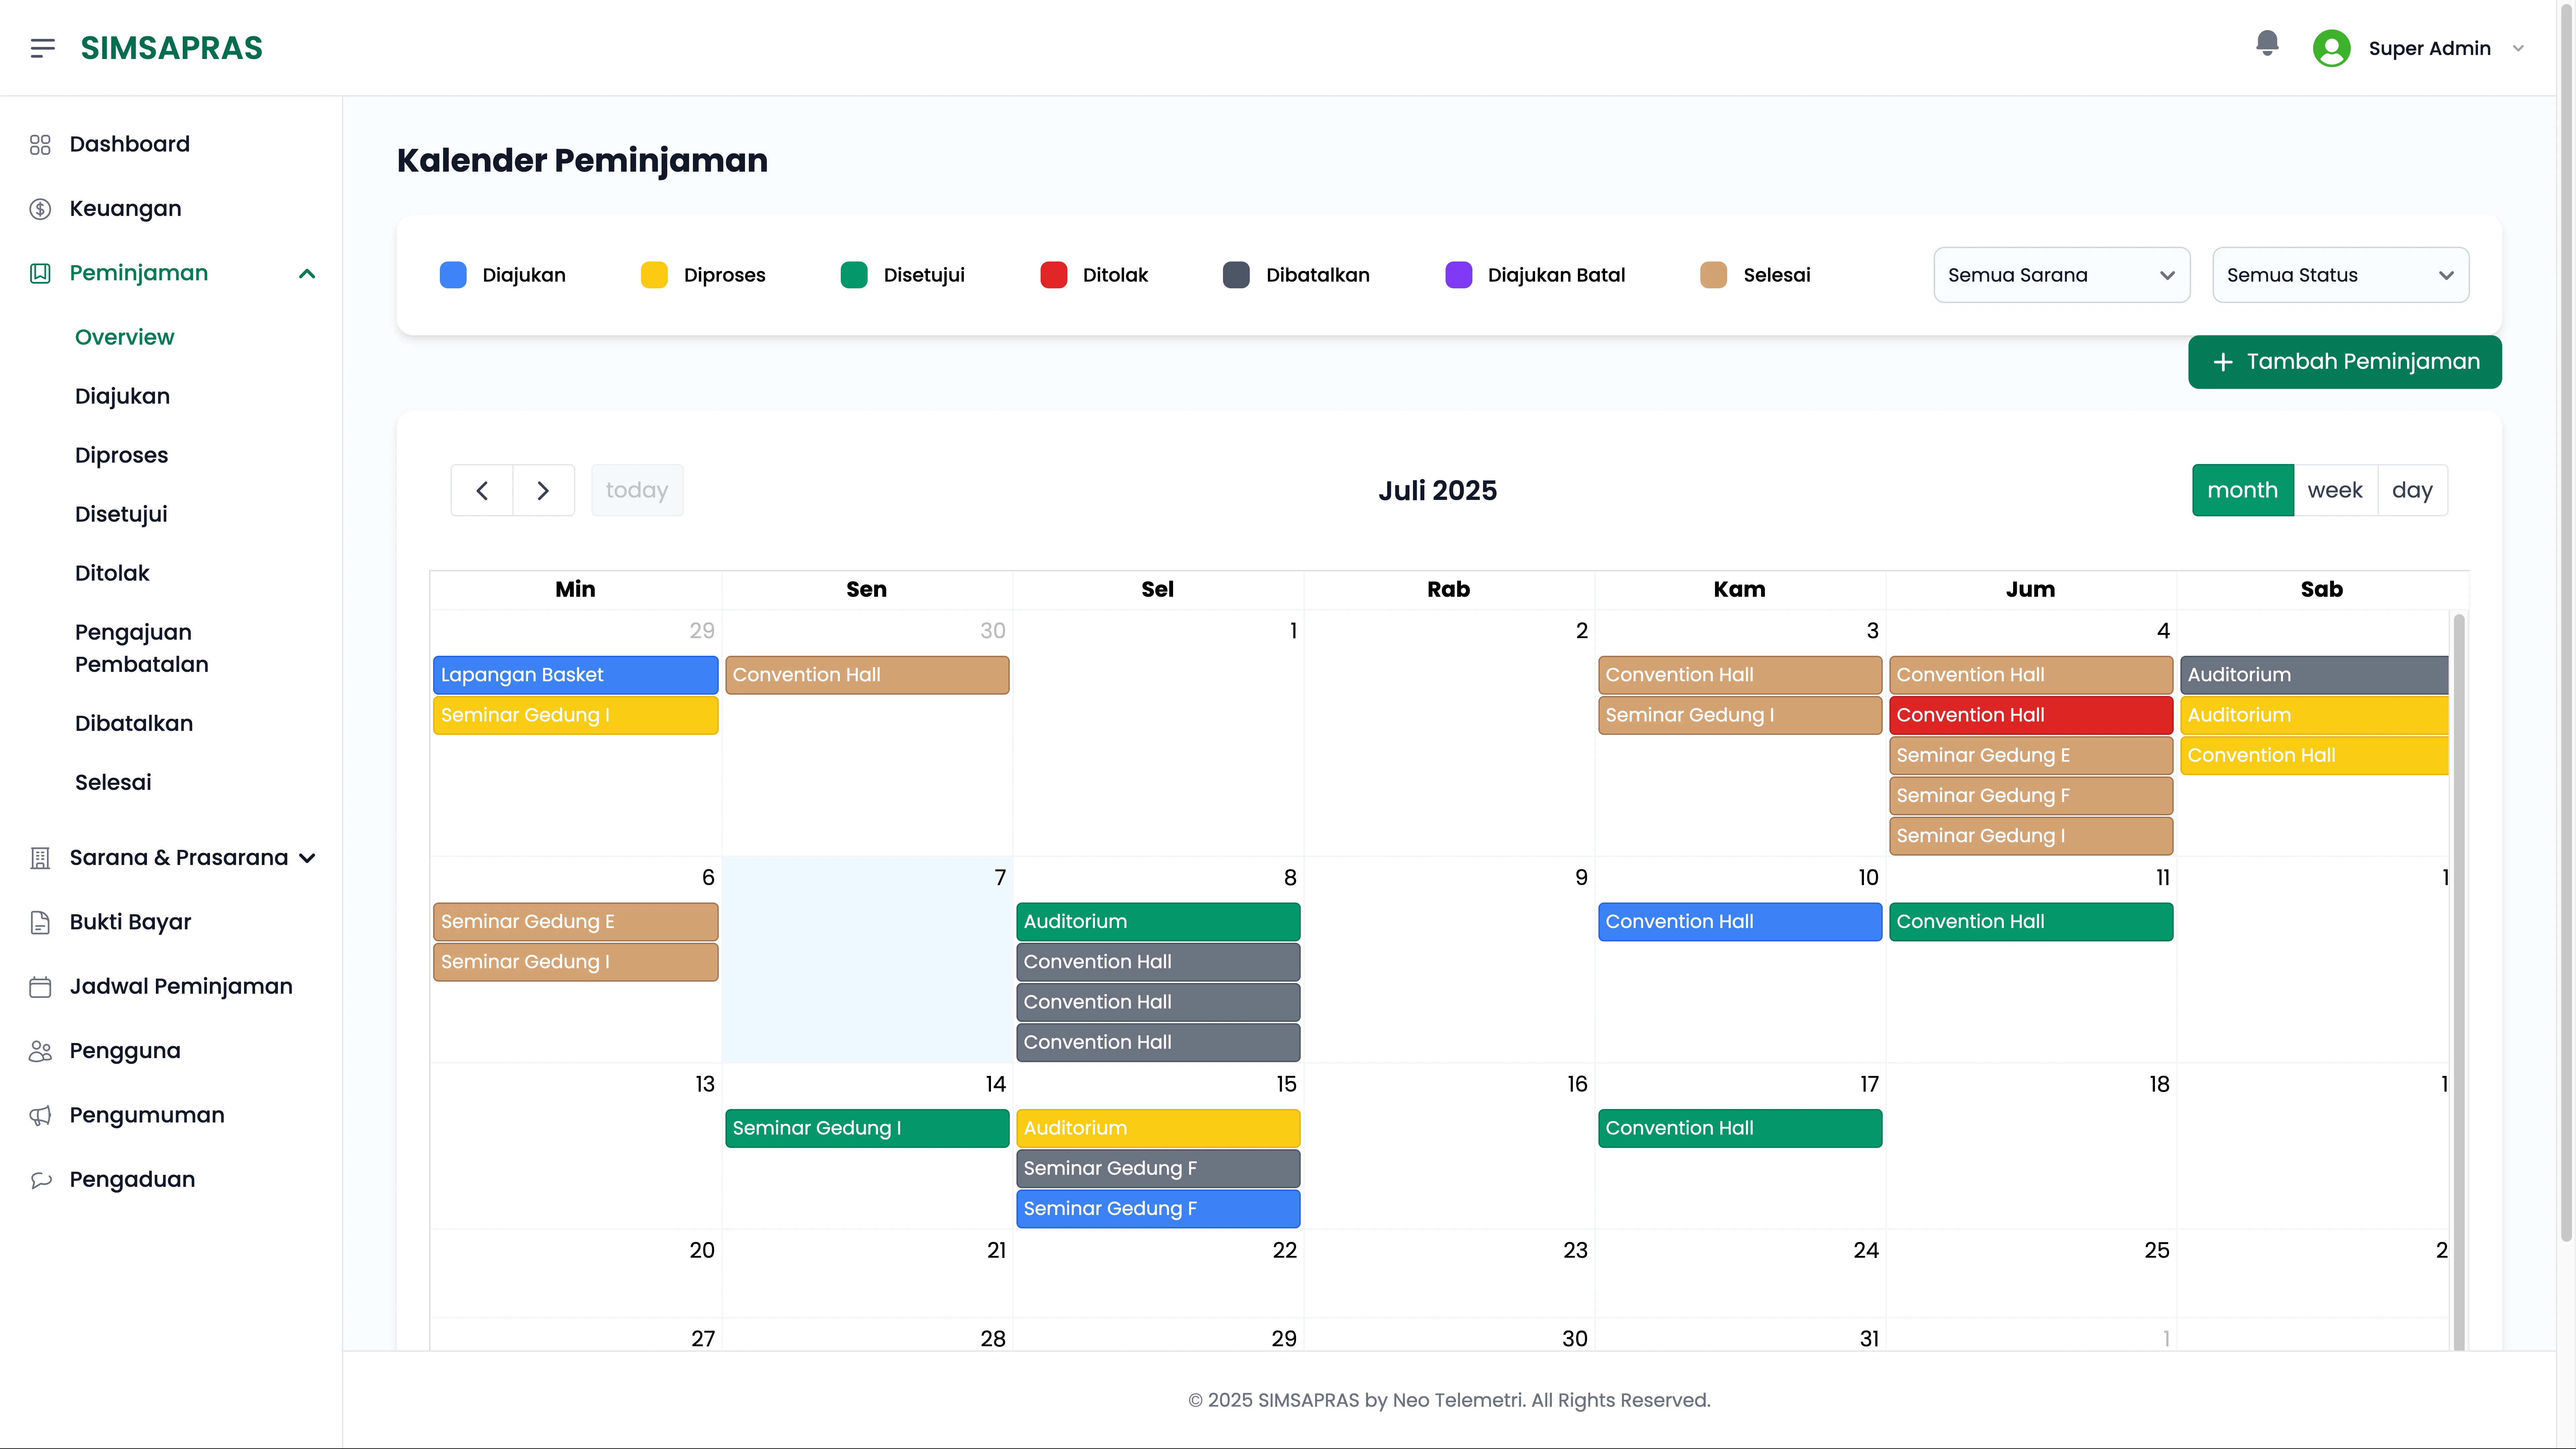 SIMSAPRAS
Super Admin
Dashboard
Keuangan
Peminjaman
Overview
Diajukan
Diproses
Disetujui
Ditolak
Pengajuan
Pembatalan
Dibatalkan
Selesai
Sarana & Prasarana
Bukti Bayar
Jadwal Peminjaman
Pengguna
Pengumuman
Pengaduan
Kalender Peminjaman
Diajukan Diproses Disetujui Ditolak Dibatalkan Diajukan Batal Selesai Semua Sarana Semua Status
+ Tambah Peminjaman
today Juli 2025 month week day
Min Sen Sel Rab Kam Jum Sab
29 30 1 2 3 4
Lapangan Basket Convention Hall Convention Hall Convention Hall Auditorium
Seminar Gedung I Seminar Gedung I Convention Hall Auditorium
Seminar Gedung E Convention Hall
Seminar Gedung F
Seminar Gedung I
6 7 8 9 10 11
Seminar Gedung E Auditorium Convention Hall Convention Hall
Seminar Gedung I Convention Hall
Convention Hall
Convention Hall
13 14 15 16 17 18
Seminar Gedung I Auditorium Convention Hall
Seminar Gedung F
Seminar Gedung F
20 21 22 23 24 25
27 28 29 30 31 1
© 2025 SIMSAPRAS by Neo Telemetri. All Rights Reserved.